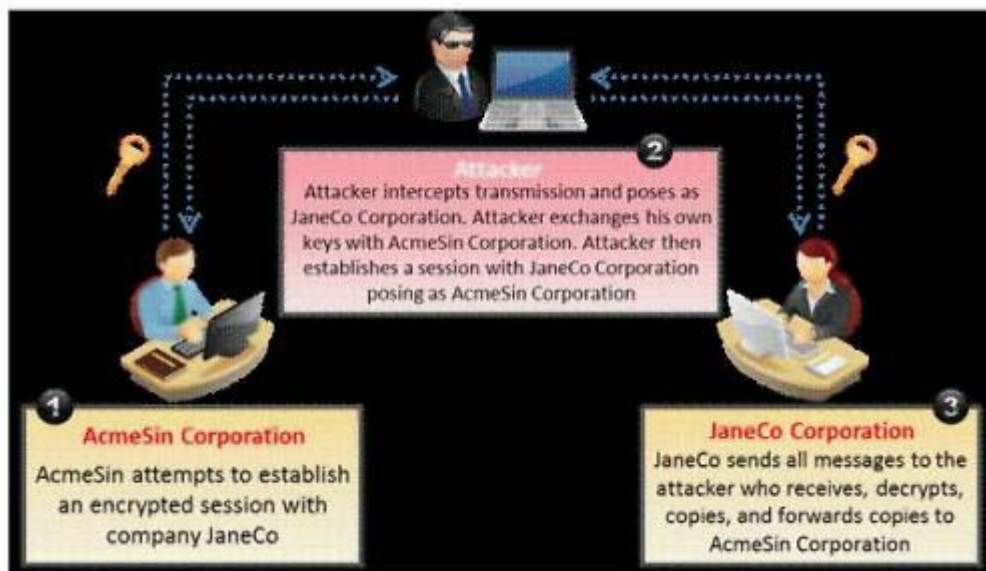 2
Attacker
Attacker intercepts transmission and poses as
JaneCo Corporation. Attacker exchanges his own
keys with AcmeSin Corporation. Attacker then
establishes a session with JaneCo Corporation
posing as AcmeSin Corporation
1
AcmeSin Corporation
AcmeSin attempts to establish
an encrypted session with
company JaneCo
3
JaneCo Corporation
JaneCo sends all messages to the
attacker who receives, decrypts,
copies, and forwards copies to
AcmeSin Corporation